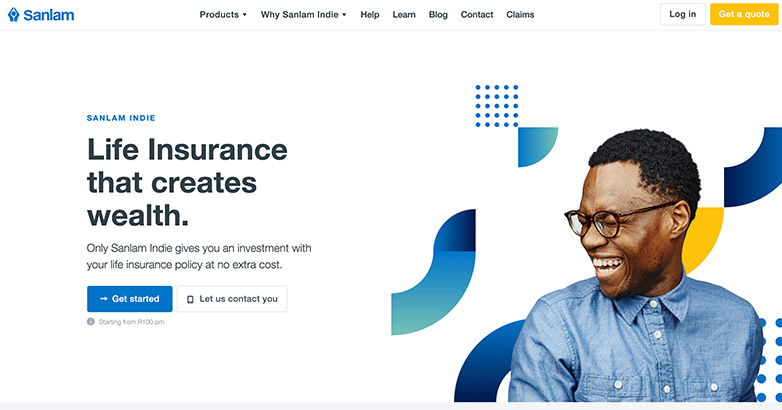 Sanlam
Products
Why Sanlam Indie
Help
Learn
Blog
Contact
Claims
Log in
Get a quote
SANLAM INDIE
Life Insurance
that creates
wealth.
Only Sanlam Indie gives you an investment with
your life insurance policy at no extra cost.
Get started
Let us contact you
Starting from R100 pm